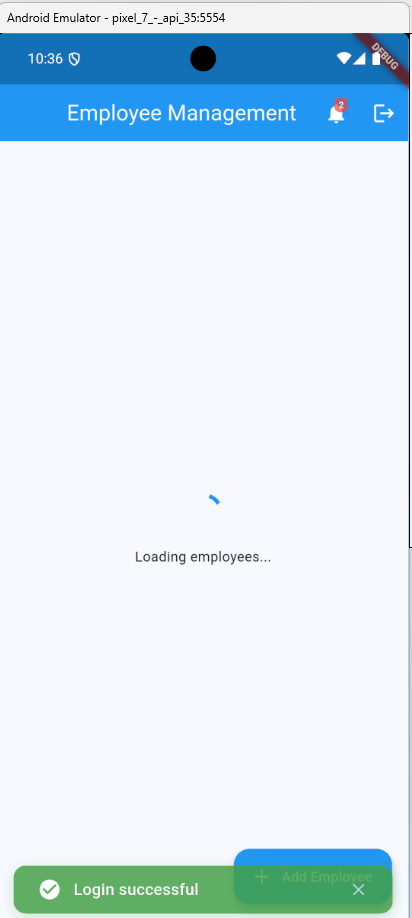 Android Emulator - pixel_7_-_api_35:5554
10:36
DEBUG
Employee Management
2
Loading employees...
Add Employee
Login successful